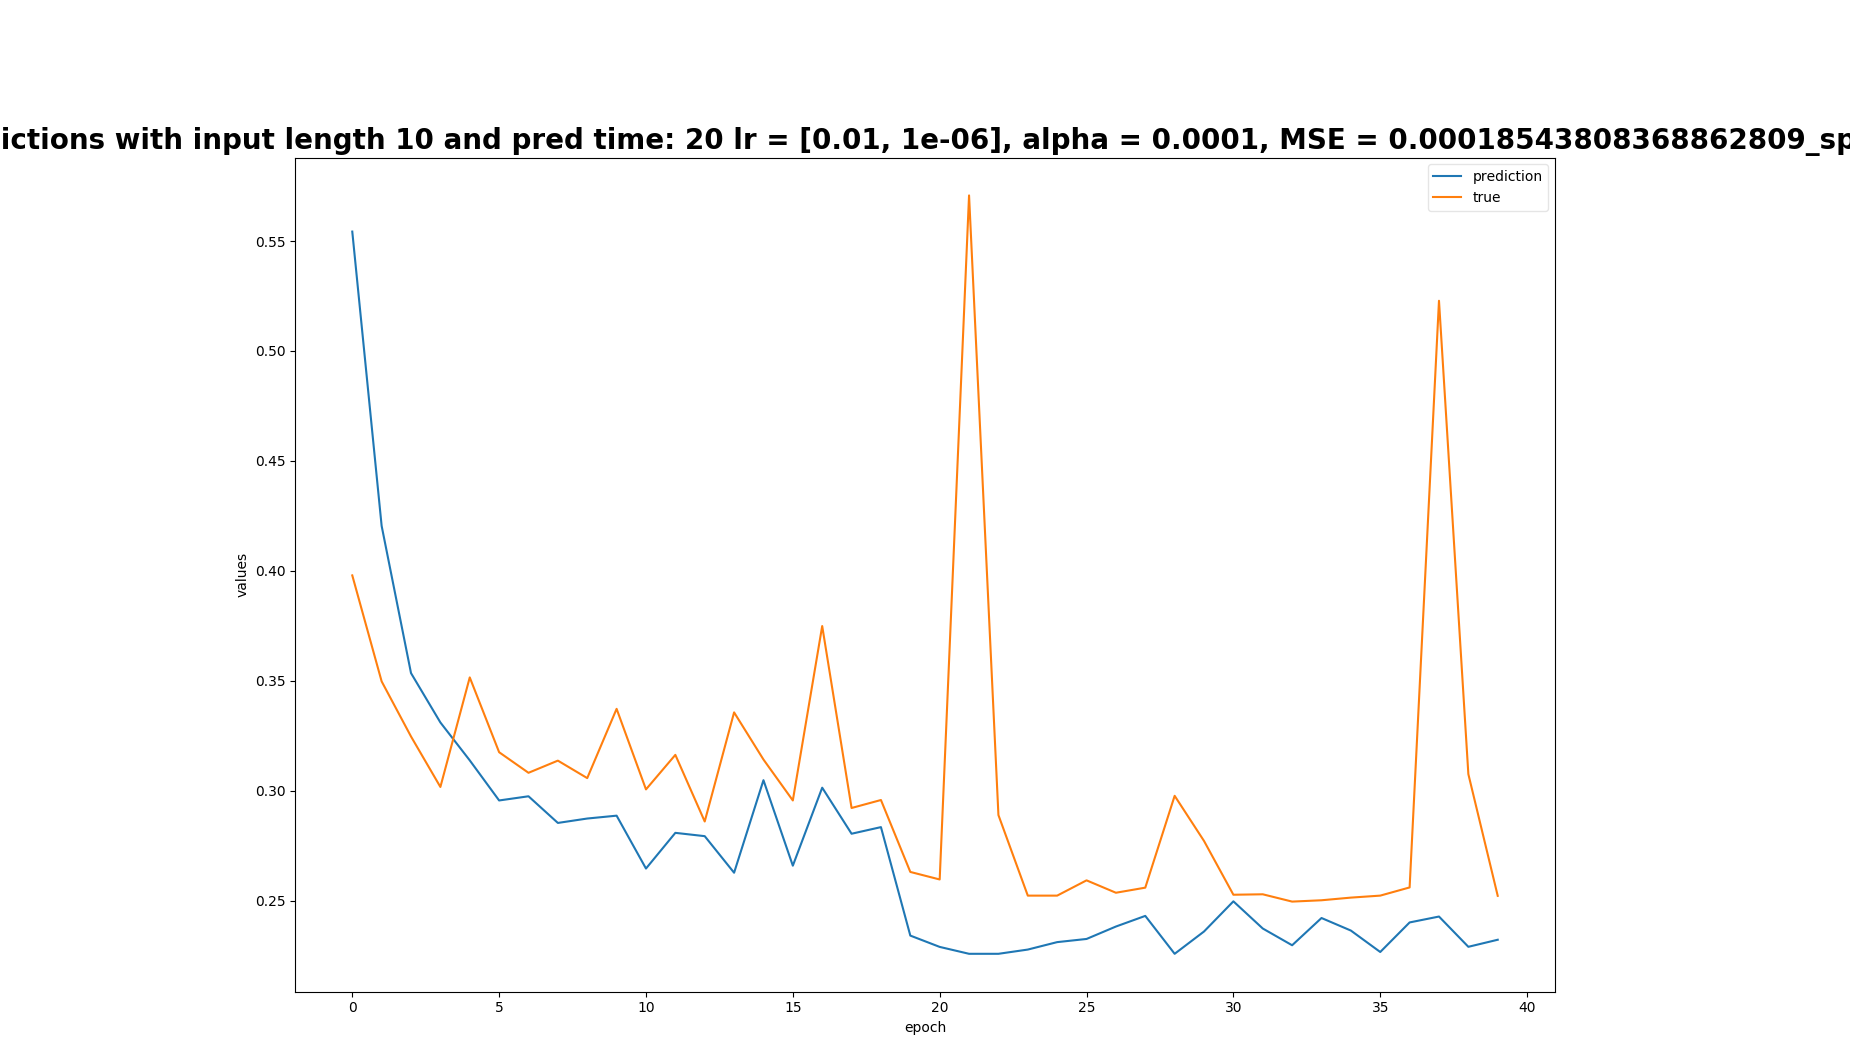 ictions with input length 10 and pred time: 20 lr = [0.01, 1e-06], alpha = 0.0001, MSE = 0.00018543808368862809_sp
prediction
true
0.55
0.50
0.45
0.40
0.35
0.30
0.25
values
0 5 10 15 20 25 30 35 40
epoch